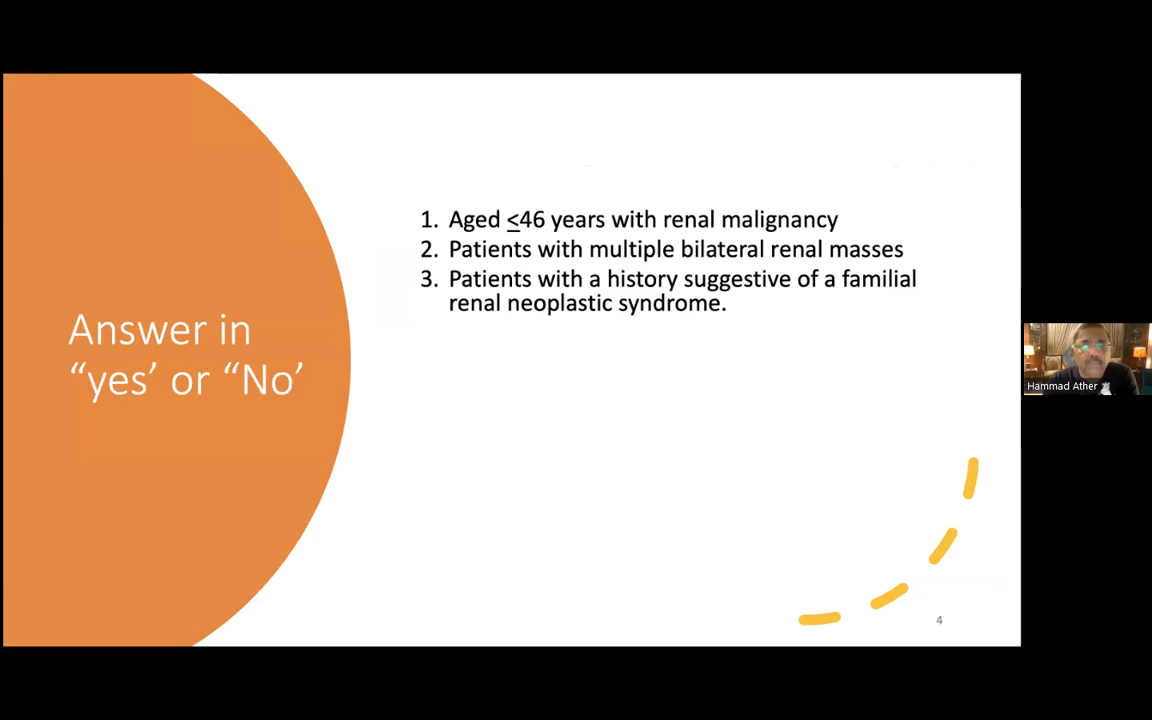 Answer in
“yes’ or “No’
1. Aged <46 years with renal malignancy
2. Patients with multiple bilateral renal masses
3. Patients with a history suggestive of a familial
renal neoplastic syndrome.
4
Hammad Ather